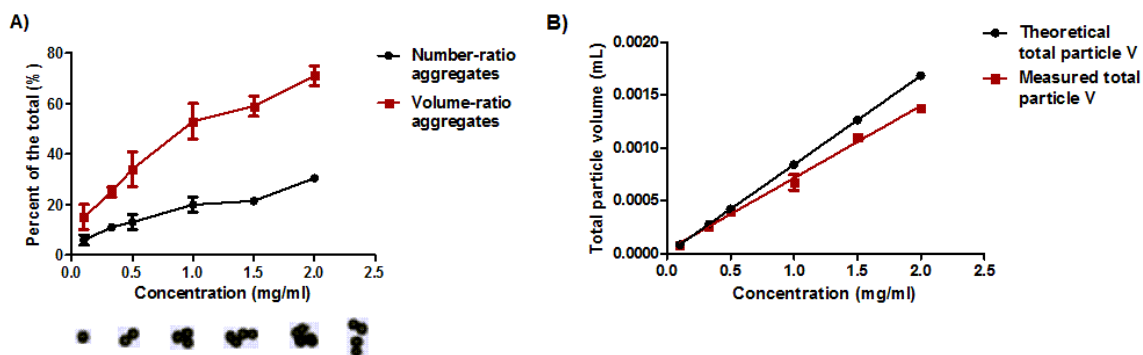 A)
Percent of the total (%)
80
60
40
20
0
0.0 0.5 1.0 1.5 2.0 2.5
Concentration (mg/ml)
Number-ratio
aggregates
Volume-ratio
aggregates
B)
Total particle volume (mL)
0.0020
0.0015
0.0010
0.0005
0.0000
0.0 0.5 1.0 1.5 2.0 2.5
Concentration (mg/ml)
Theoretical
total particle V
Measured total
particle V